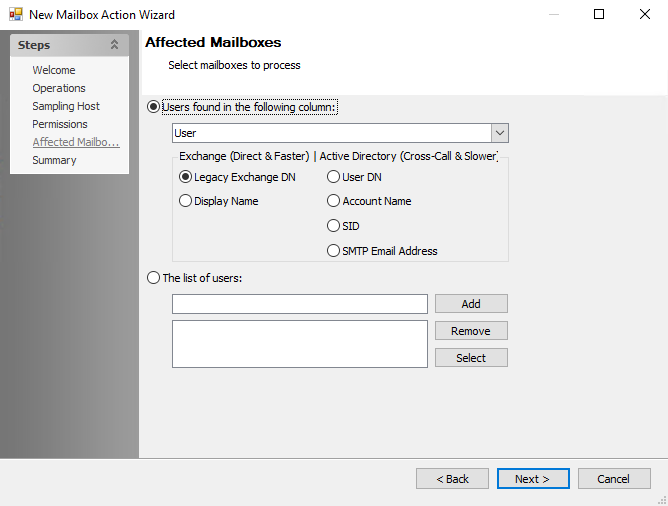 New Mailbox Action Wizard
Steps
Welcome
Operations
Sampling Host
Permissions
Affected Mailbo...
Summary
Affected Mailboxes
Select mailboxes to process
Users found in the following column:
User
Exchange (Direct & Faster) | Active Directory (Cross-Call & Slower)
Legacy Exchange DN
User DN
Display Name
Account Name
SID
SMTP Email Address
The list of users:
Add
Remove
Select
< Back
Next >
Cancel